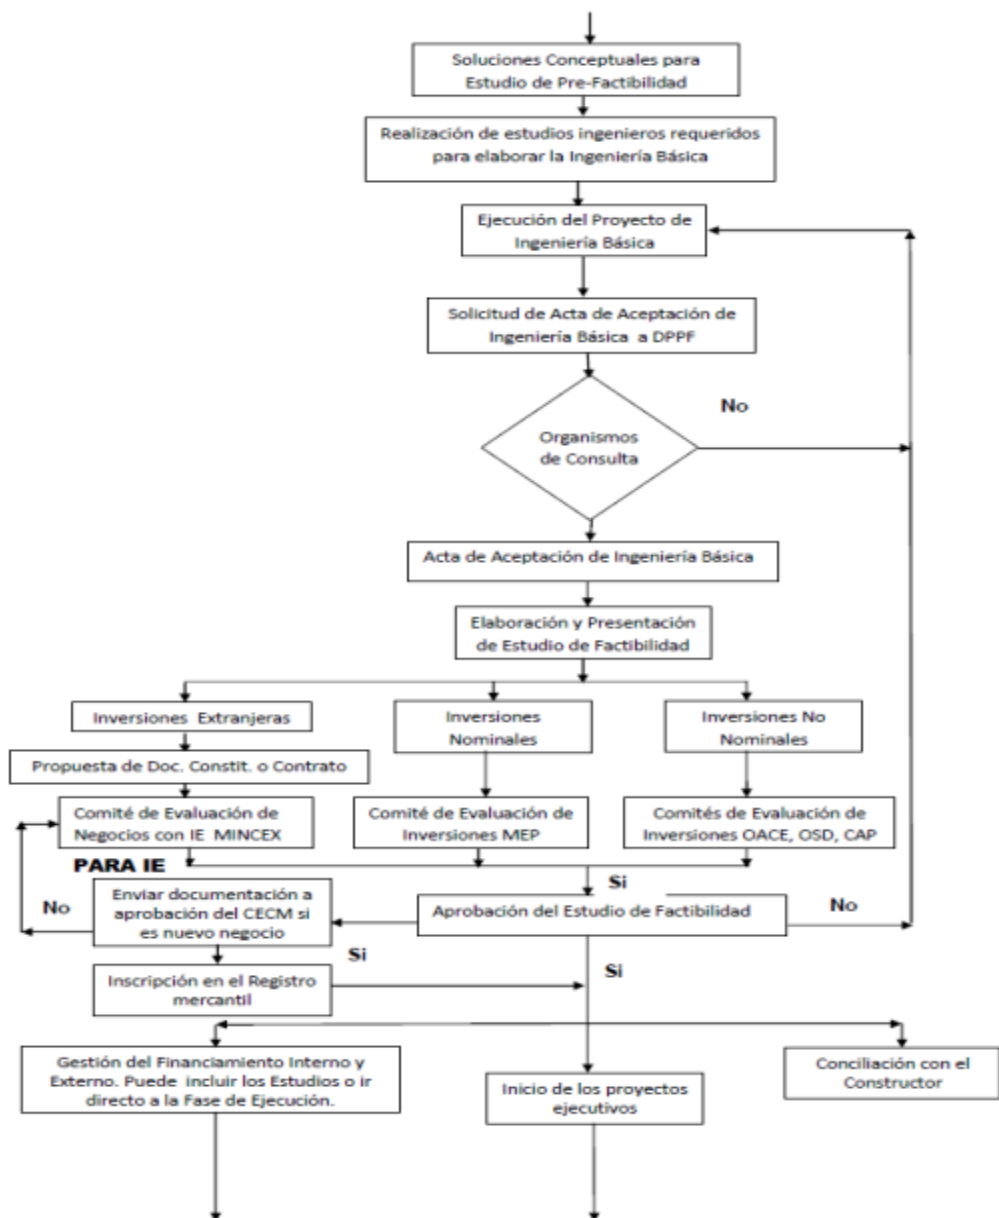 Soluciones Conceptuales para
Estudio de Pre-Factibilidad
Realización de estudios ingenieros requeridos
para elaborar la Ingeniería Básica
Ejecución del Proyecto de
Ingeniería Básica
Solicitud de Acta de Aceptación de
Ingeniería Básica a DPPF
No
Organismos
de Consulta
Acta de Aceptación de Ingeniería Básica
Elaboración y Presentación
de Estudio de Factibilidad
Inversiones Extranjeras
Inversiones
Nominales
Inversiones No
Nominales
Propuesta de Doc. Constit. o Contrato
Comité de Evaluación de
Negocios con IE MINCEX
Comité de Evaluación de
Inversiones MEP
Comités de Evaluación de
Inversiones OACE, OSD, CAP
PARA IE
Si
No
Enviar documentación a
aprobación del CECM si
es nuevo negocio
Aprobación del Estudio de Factibilidad
No
Si
Si
Inscripción en el Registro
mercantil
Gestión del Financiamiento Interno y
Externo. Puede incluir los Estudios o ir
directo a la Fase de Ejecución.
Inicio de los proyectos
ejecutivos
Conciliación con el
Constructor